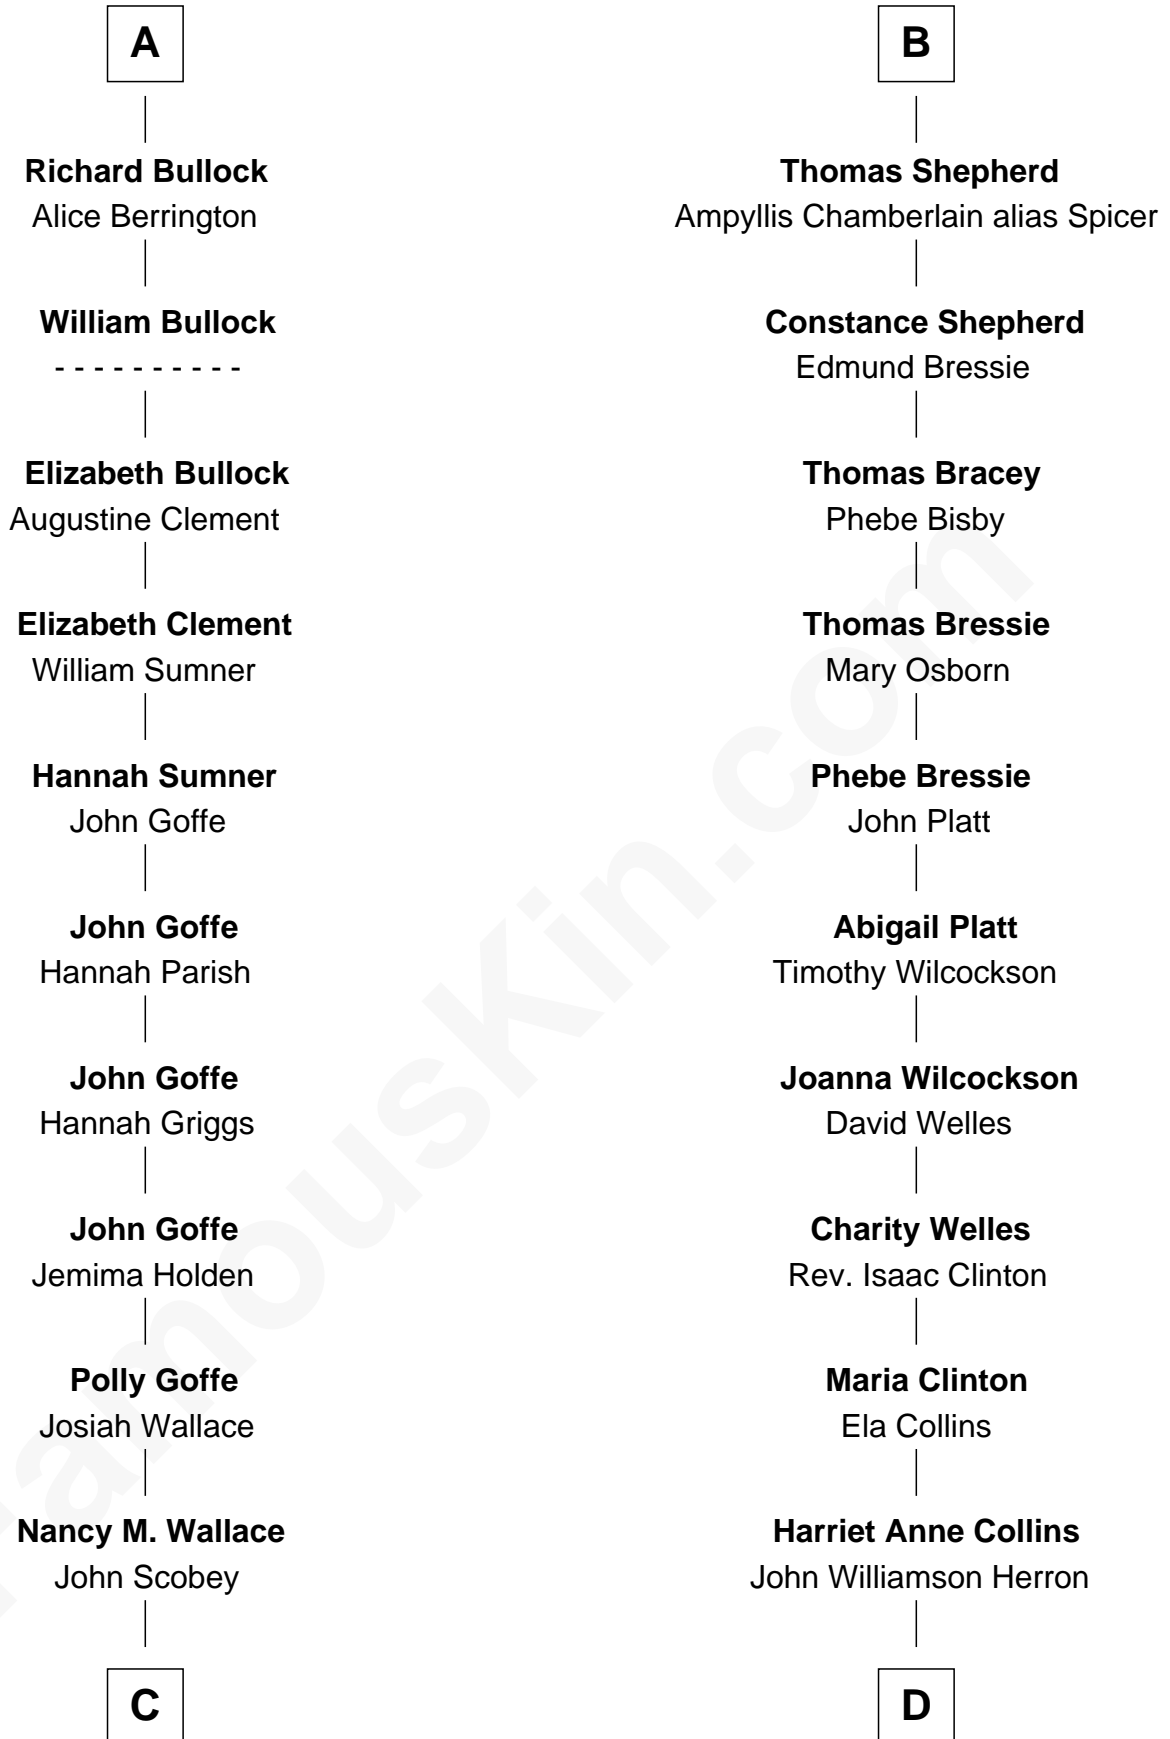 A
Richard Bullock
Alice Berrington
William Bullock
- - - - - - - - - -
Elizabeth Bullock
Augustine Clement
Elizabeth Clement
William Sumner
Hannah Sumner
John Goffe
John Goffe
Hannah Parish
John Goffe
Hannah Griggs
John Goffe
Jemima Holden
Polly Goffe
Josiah Wallace
Nancy M. Wallace
John Scobey
C
B
Thomas Shepherd
Ampyllis Chamberlain alias Spicer
Constance Shepherd
Edmund Bressie
Thomas Bracey
Phebe Bisby
Thomas Bressie
Mary Osborn
Phebe Bressie
John Platt
Abigail Platt
Timothy Wilcockson
Joanna Wilcockson
David Welles
Charity Welles
Rev. Isaac Clinton
Maria Clinton
Ela Collins
Harriet Anne Collins
John Williamson Herron
D
FamousKin.com